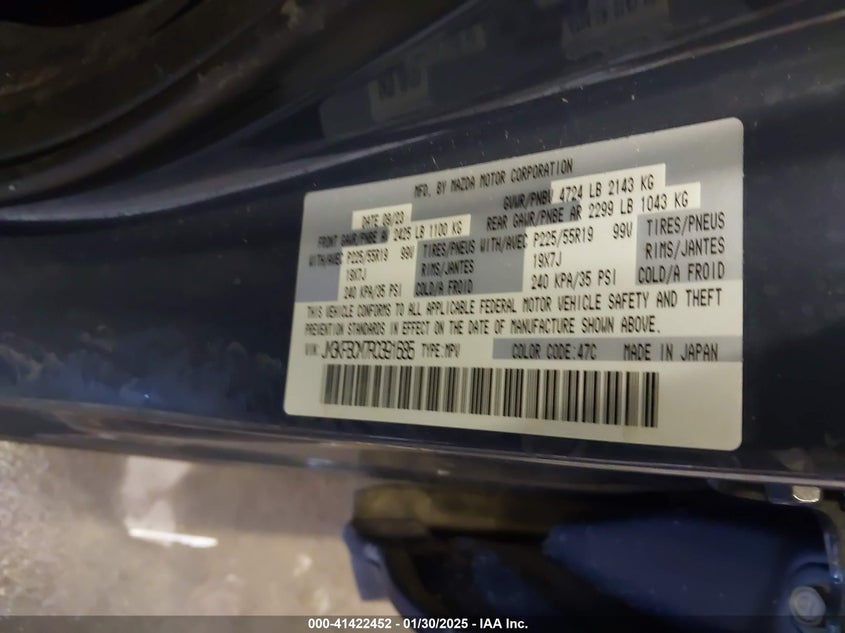 MFD. BY MAZDA MOTOR CORPORATION
DATE 09/23 GVWR/PNBV 4724 LB 2143 KG
FRONT GAWR/PNBE AV 2425 LB 1100 KG REAR GAWR/PNBE AR 2299 LB 1043 KG
WITH/AVEC P225/55R19 99V TIRES/PNEUS WITH/AVEC P225/55R19 99V TIRES/PNEUS
19X7J RIMS/JANTES 19X7J RIMS/JANTES
240 KPA/35 PSI COLD/A FROID 240 KPA/35 PSI COLD/A FROID
THIS VEHICLE CONFORMS TO ALL APPLICABLE FEDERAL MOTOR VEHICLE SAFETY AND THEFT
PREVENTION STANDARDS IN EFFECT ON THE DATE OF MANUFACTURE SHOWN ABOVE.
VIN: TYPE:MPV COLOR CODE:47C MADE IN JAPAN
000-41422452 - 01/30/2025 - IAA Inc.